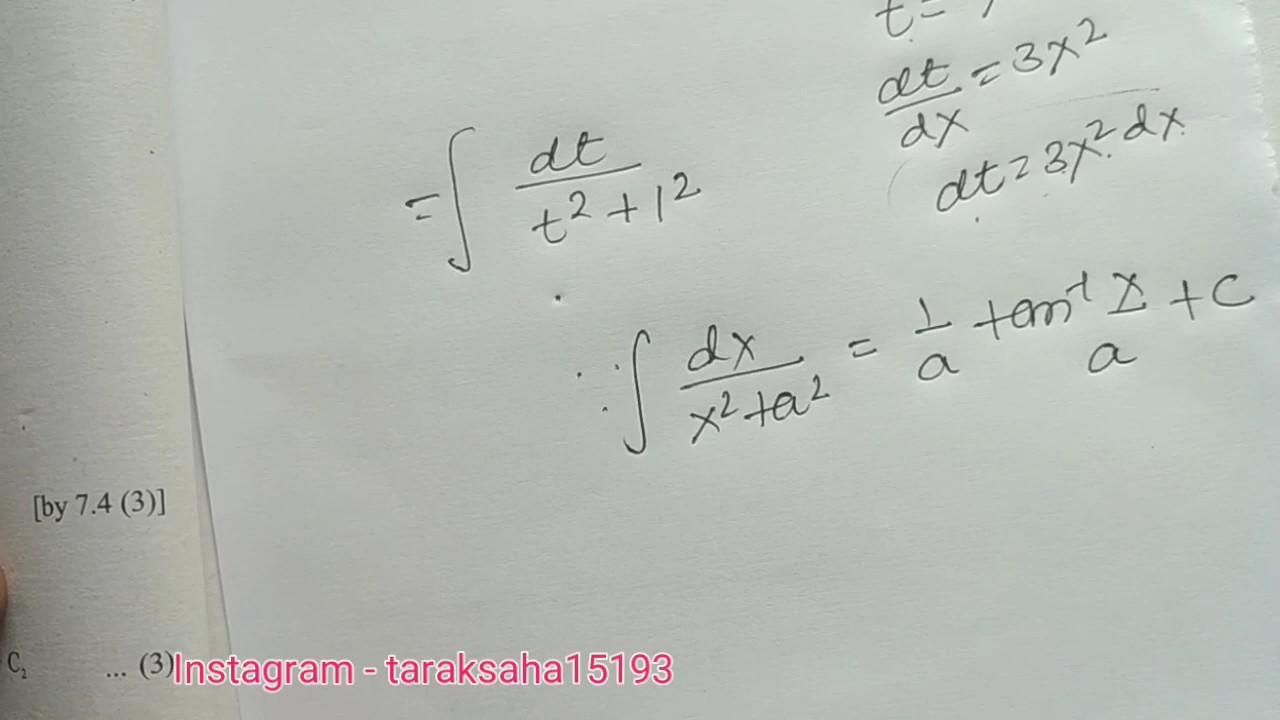 t =
dt/dx = 3x²
dt = 3x² dx
= ∫ dt/(t² + 1²)
∵ ∫ dx/(x² + a²) = 1/a tan⁻¹ x/a + C
[by 7.4 (3)]
C₂ ... (3)
Instagram - taraksaha15193